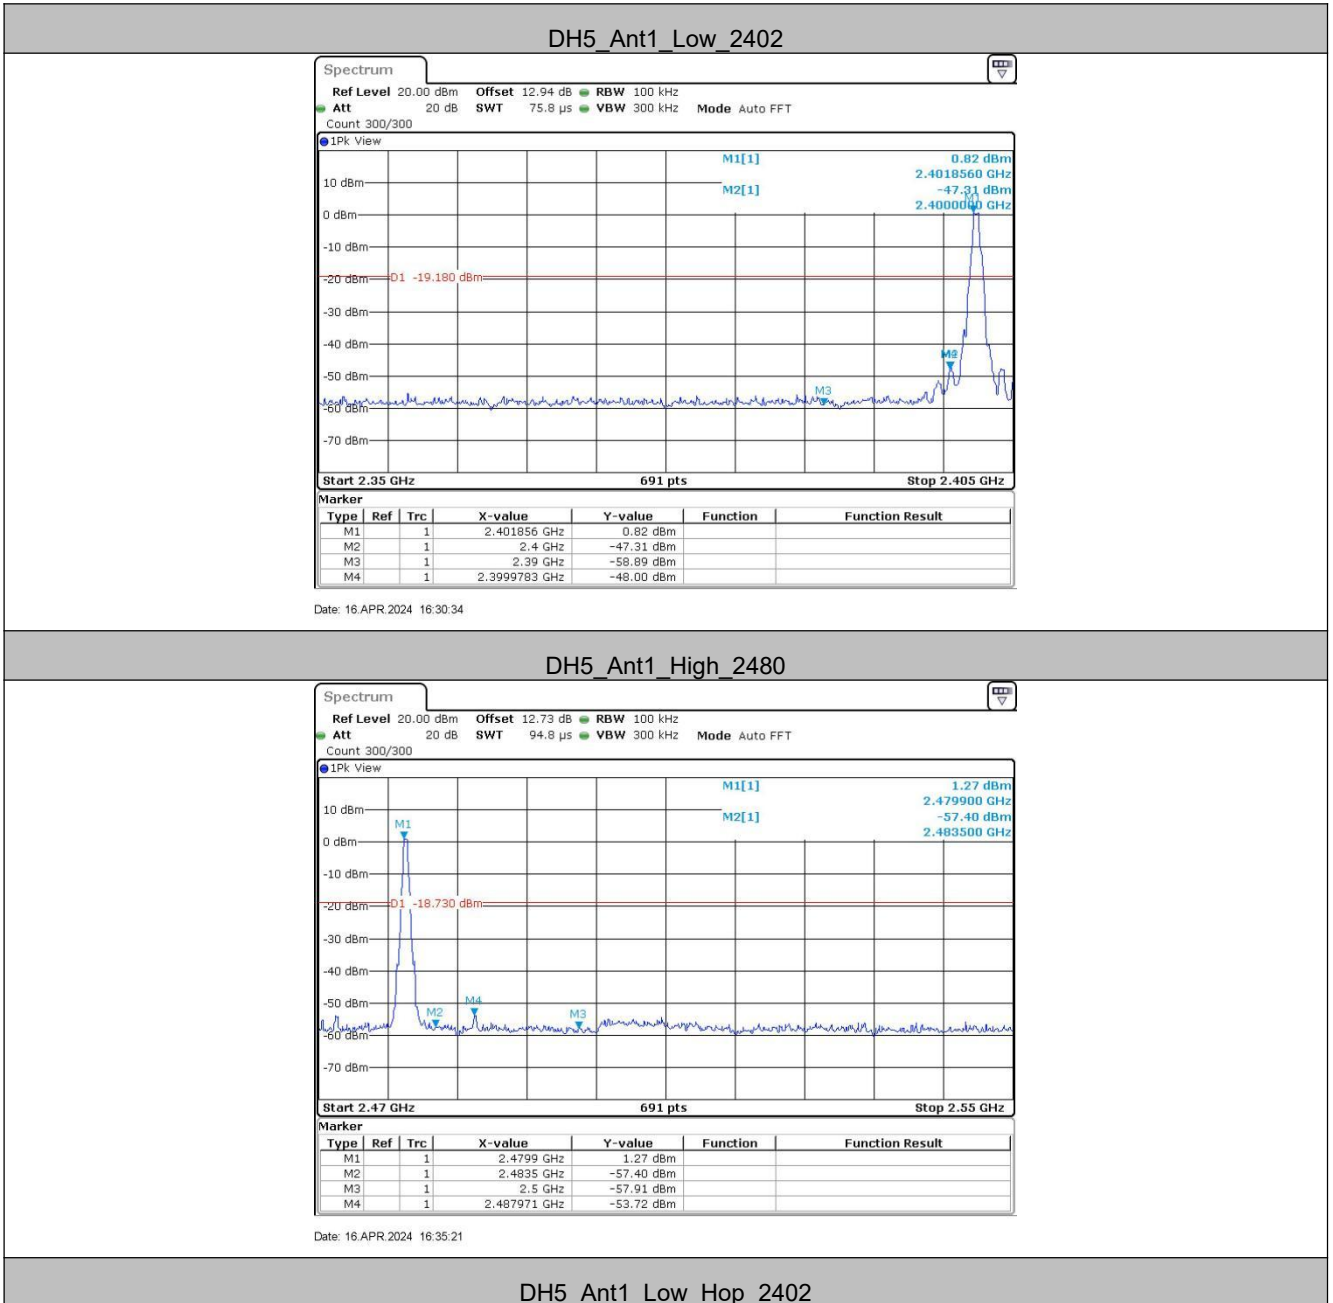 DH5_Ant1_Low_2402
Spectrum
Ref Level 20.00 dBm Offset 12.94 dB RBW 100 kHz
Att 20 dB SWT 75.8 µs VBW 300 kHz Mode Auto FFT
Count 300/300
1Pk View
M1[1] 0.82 dBm
2.4018560 GHz
M2[1] -47.31 dBm
2.4000000 GHz
M1
10 dBm
0 dBm
-10 dBm
-20 dBm
D1 -19.180 dBm
-30 dBm
-40 dBm
-50 dBm
M3
-60 dBm
-70 dBm
Start 2.35 GHz 691 pts Stop 2.405 GHz
Marker
Type Ref Trc X-value Y-value Function Function Result
M1 1 2.401856 GHz 0.82 dBm
M2 1 2.4 GHz -47.31 dBm
M3 1 2.39 GHz -58.89 dBm
M4 1 2.3999783 GHz -48.00 dBm
Date: 16.APR.2024 16:30:34
DH5_Ant1_High_2480
Spectrum
Ref Level 20.00 dBm Offset 12.73 dB RBW 100 kHz
Att 20 dB SWT 94.8 µs VBW 300 kHz Mode Auto FFT
Count 300/300
1Pk View
M1[1] 1.27 dBm
2.479900 GHz
M2[1] -57.40 dBm
2.483500 GHz
10 dBm
M1
0 dBm
-10 dBm
-20 dBm
D1 -18.730 dBm
-30 dBm
-40 dBm
-50 dBm
M2 M4 M3
-60 dBm
-70 dBm
Start 2.47 GHz 691 pts Stop 2.55 GHz
Marker
Type Ref Trc X-value Y-value Function Function Result
M1 1 2.4799 GHz 1.27 dBm
M2 1 2.4835 GHz -57.40 dBm
M3 1 2.5 GHz -57.91 dBm
M4 1 2.487971 GHz -53.72 dBm
Date: 16.APR.2024 16:35:21
DH5_Ant1_Low_Hop_2402